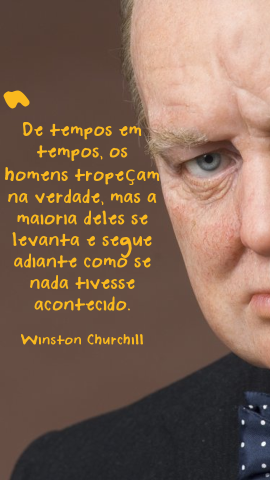 De tempos em
tempos, os
homens tropeçam
na verdade, mas a
maioria deles se
levanta e segue
adiante como se
nada tivesse
acontecido.
Winston Churchill